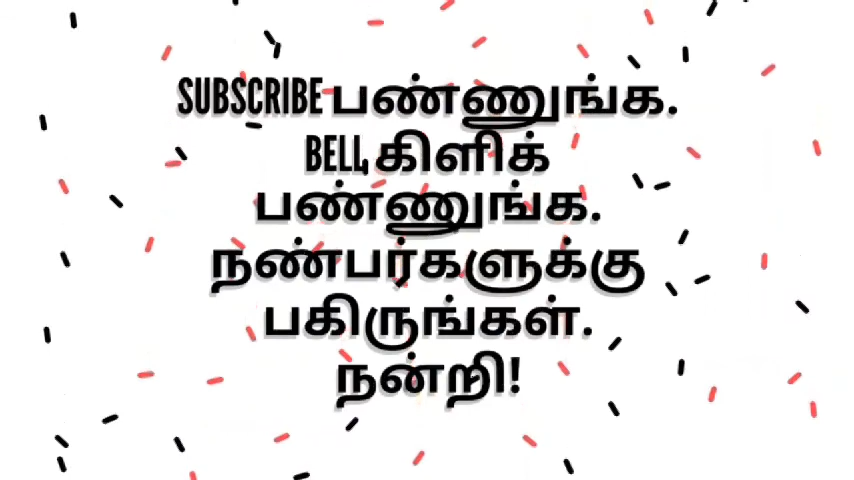 SUBSCRIBE பண்ணுங்க.
BELL கிளிக்
பண்ணுங்க.
நண்பர்களுக்கு
பகிருங்கள்.
நன்றி!